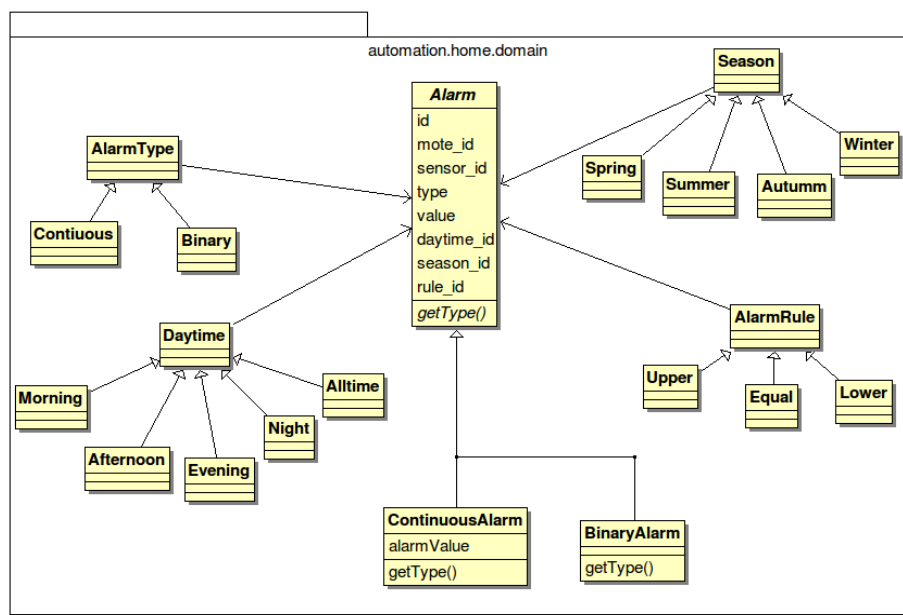 automation.home.domain
Alarm
id
mote_id
sensor_id
type
value
daytime_id
season_id
rule_id
getType()
Season
Spring
Summer
Autumm
Winter
AlarmType
Contiuous
Binary
Daytime
Morning
Afternoon
Evening
Night
Alltime
AlarmRule
Upper
Equal
Lower
ContinuousAlarm
alarmValue
getType()
BinaryAlarm
getType()